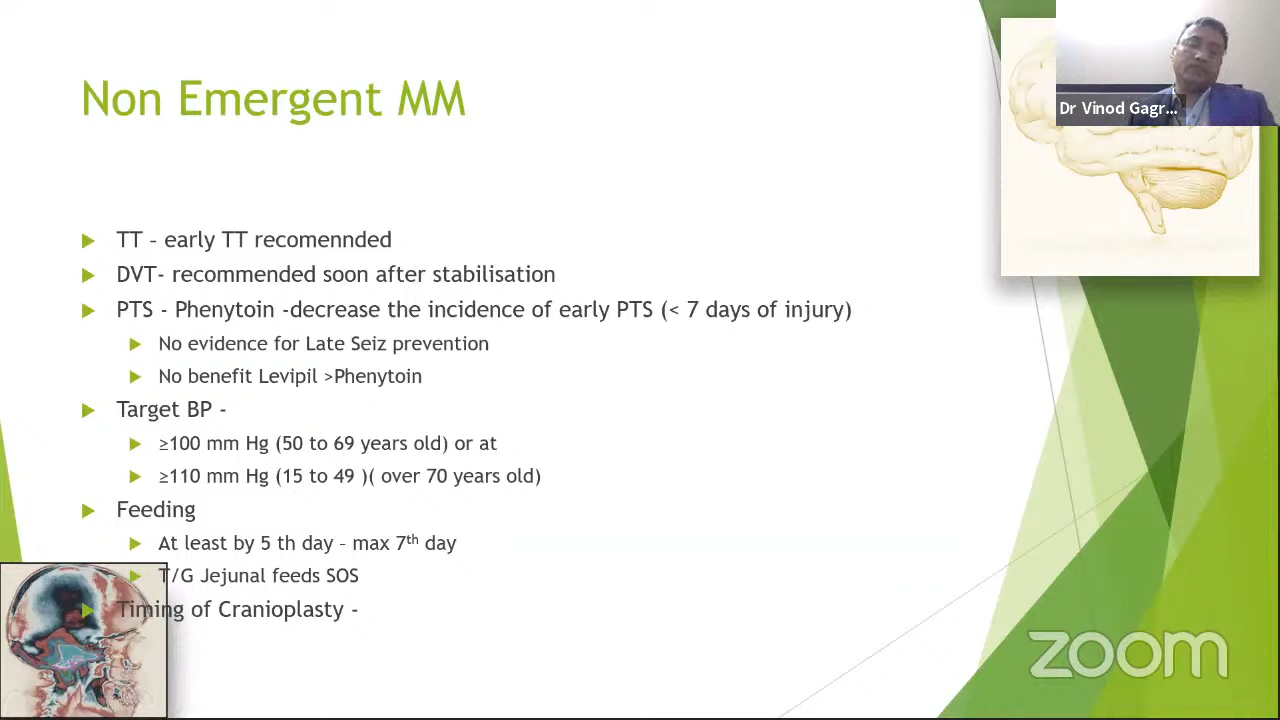 Non Emergent MM
Dr Vinod Gagr...
TT – early TT recomennded
DVT- recommended soon after stabilisation
PTS - Phenytoin -decrease the incidence of early PTS (< 7 days of injury)
No evidence for Late Seiz prevention
No benefit Levipil >Phenytoin
Target BP -
≥100 mm Hg (50 to 69 years old) or at
≥110 mm Hg (15 to 49 )( over 70 years old)
Feeding
At least by 5 th day – max 7th day
T/G Jejunal feeds SOS
Timing of Cranioplasty -
zoom